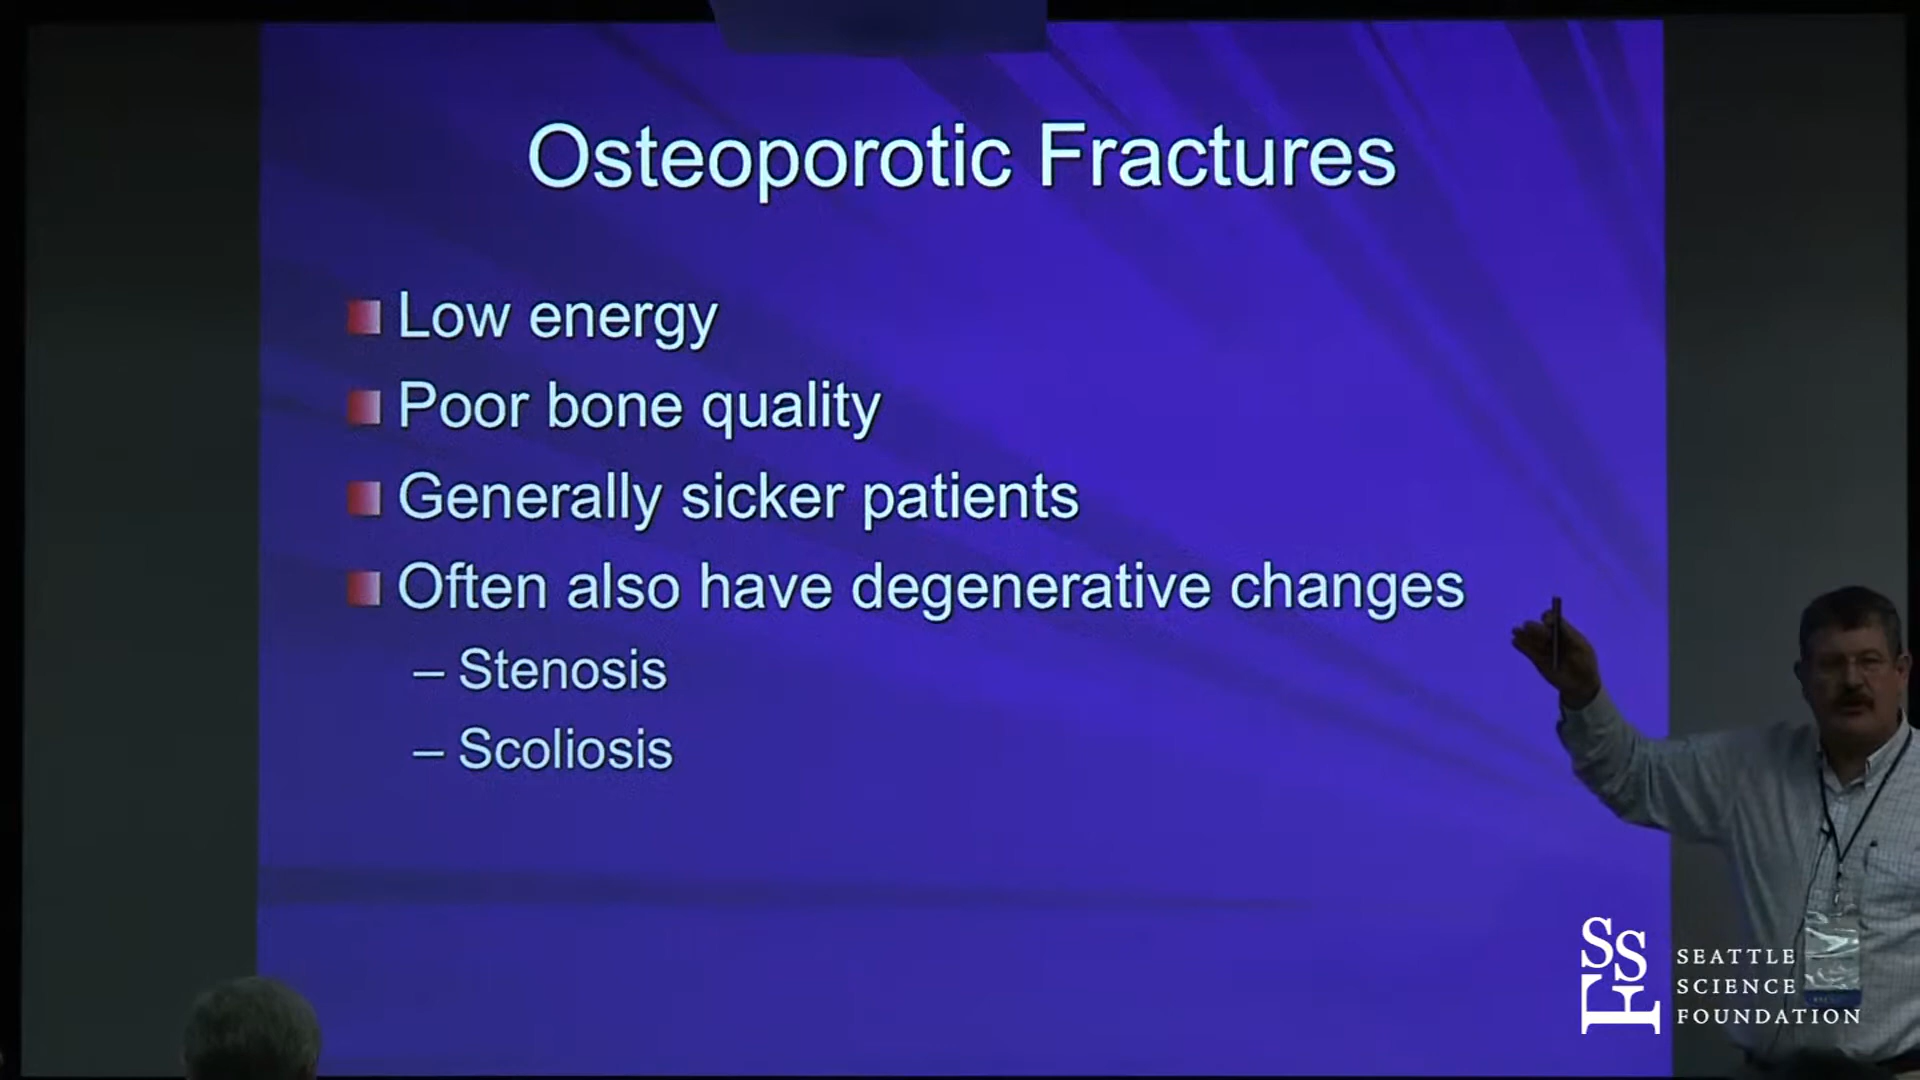 Osteoporotic Fractures
Low energy
Poor bone quality
Generally sicker patients
Often also have degenerative changes
– Stenosis
– Scoliosis
SSF
SEATTLE
SCIENCE
FOUNDATION